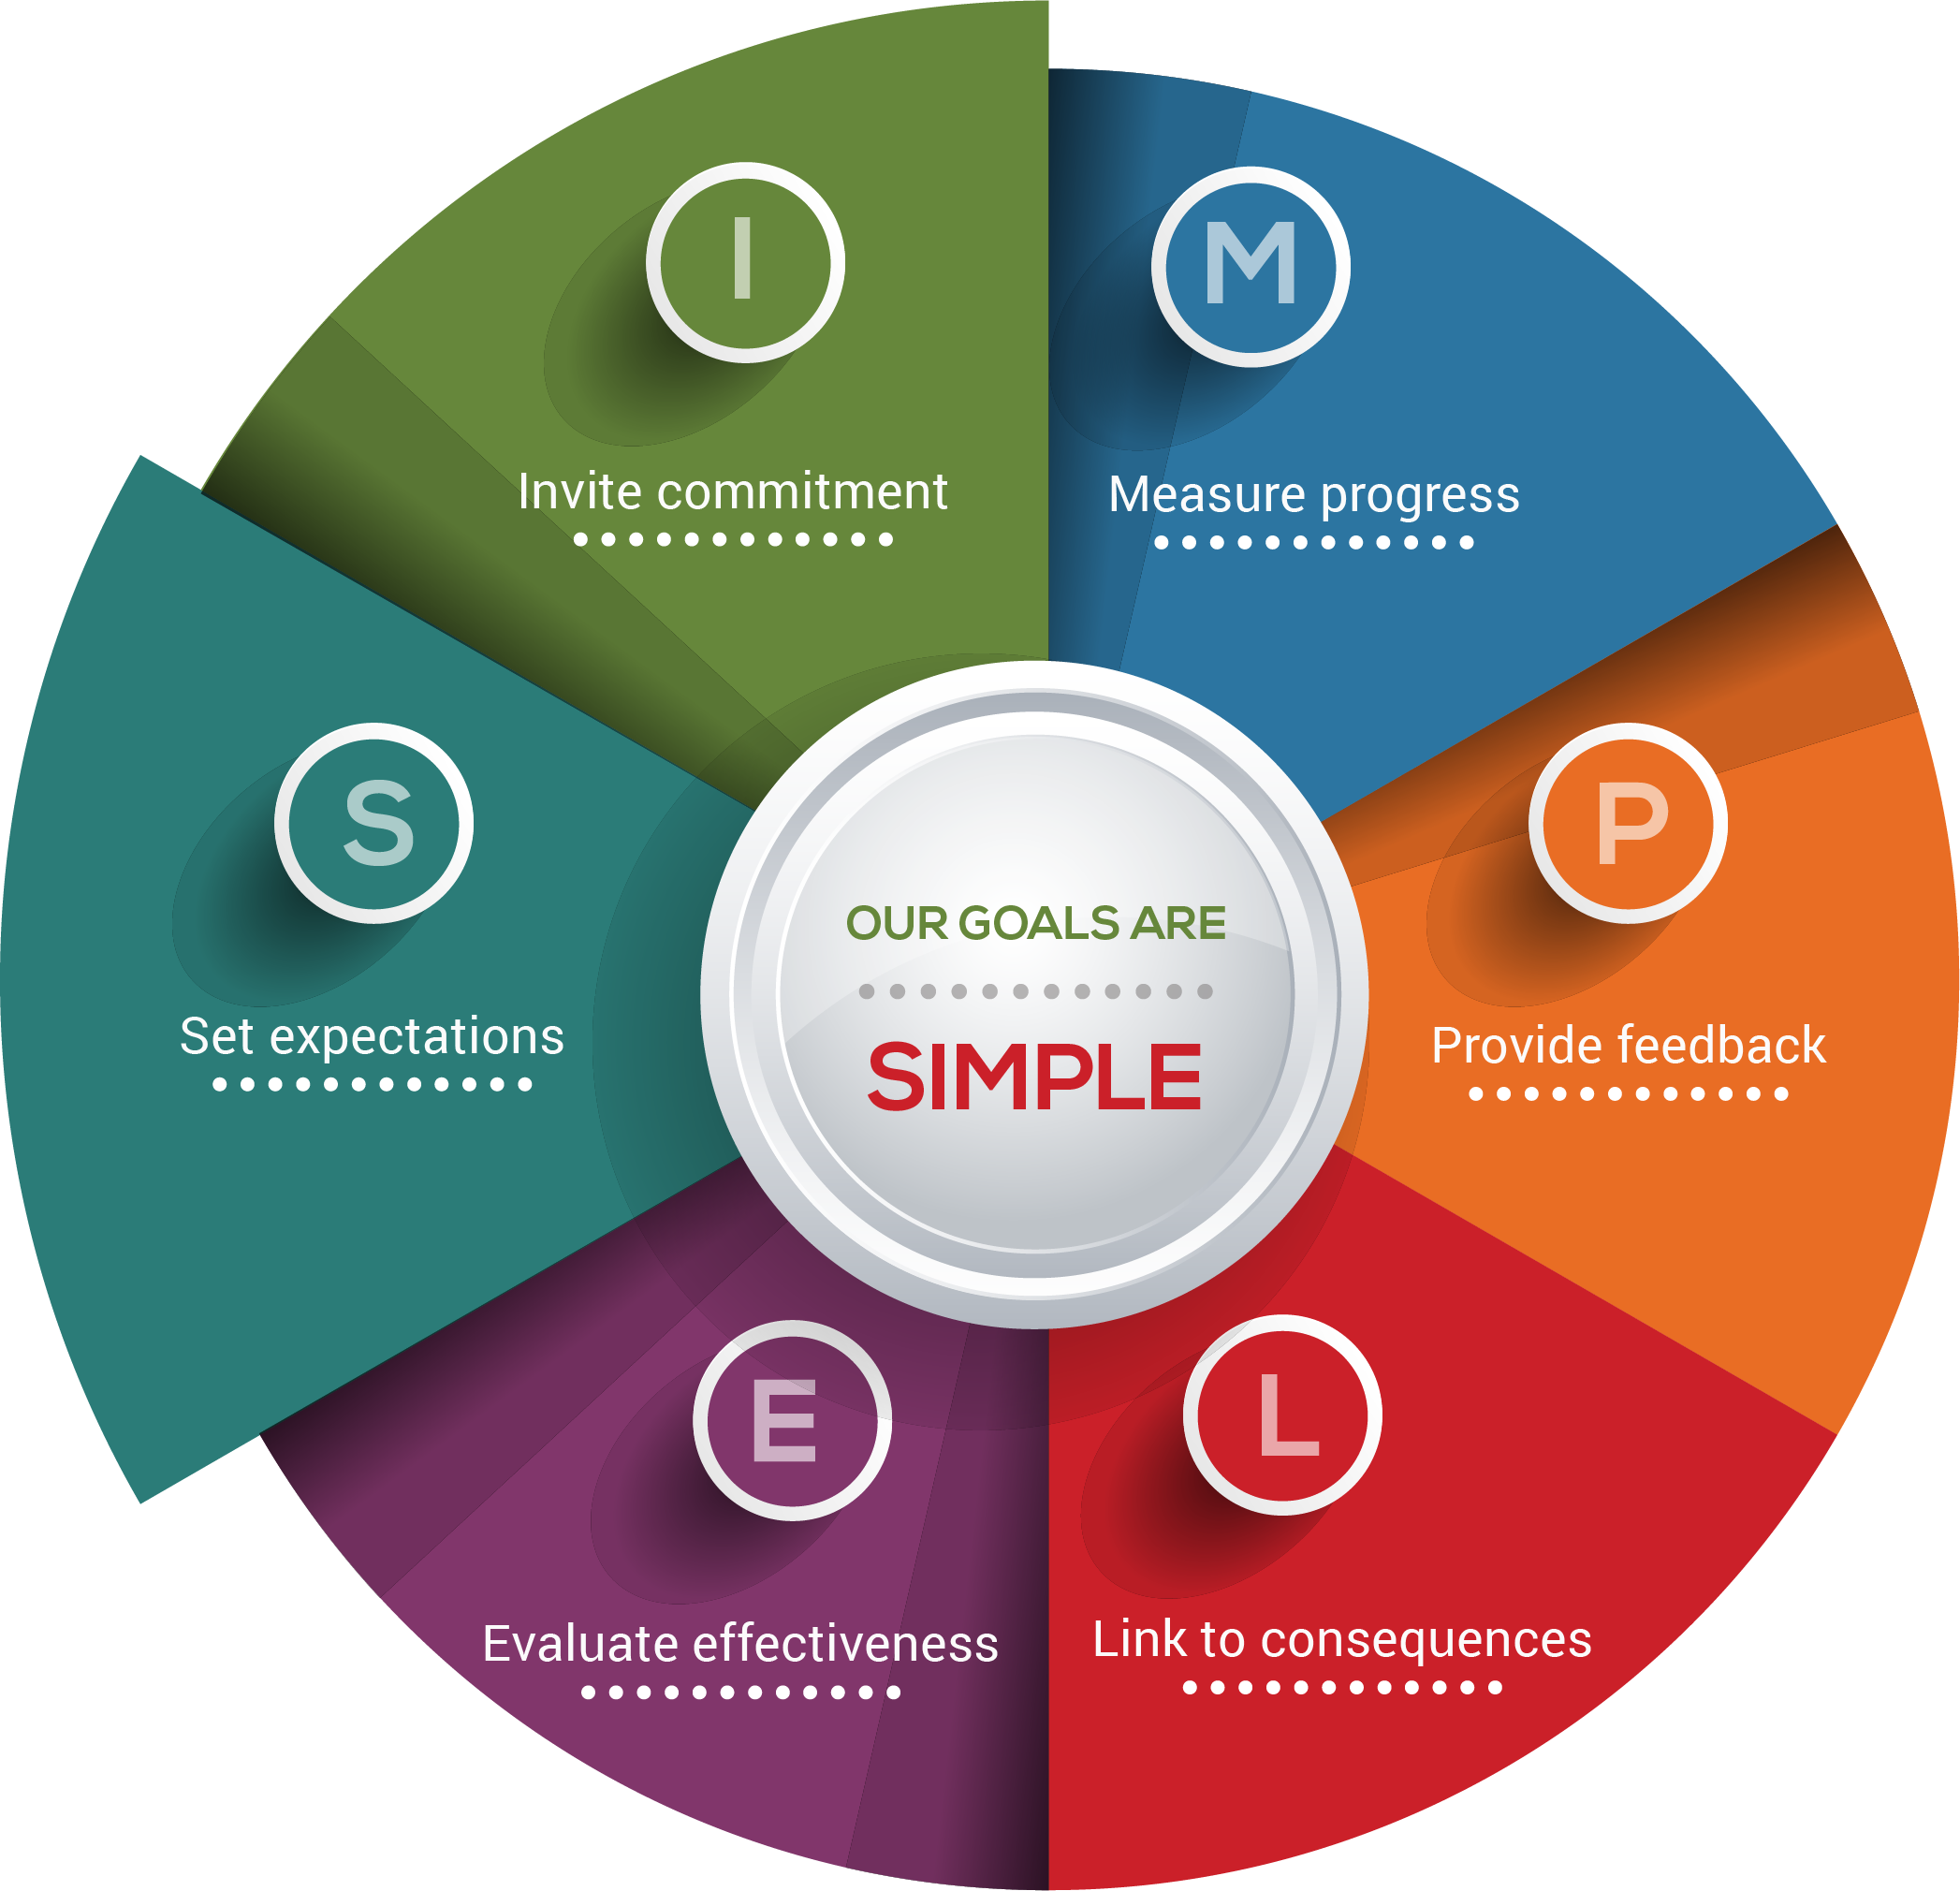 OUR GOALS ARE
SIMPLE
S
Set expectations
I
Invite commitment
M
Measure progress
P
Provide feedback
L
Link to consequences
E
Evaluate effectiveness